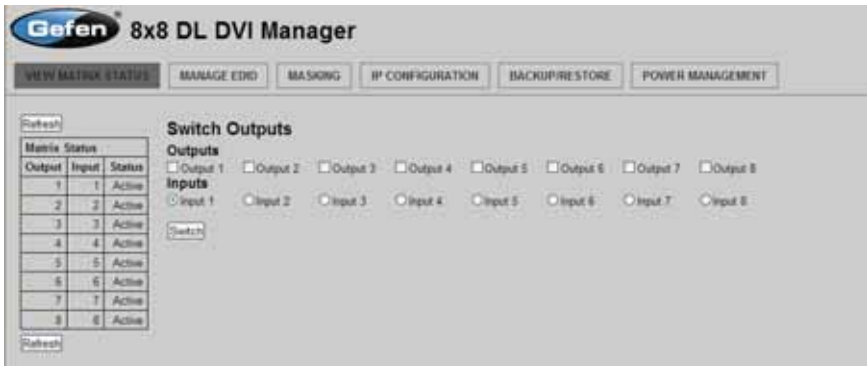 Gefen 8x8 DL DVI Manager
VIEW MATRIX STATUS MANAGE EDID MASKING IP CONFIGURATION BACKUP/RESTORE POWER MANAGEMENT
Refresh
Switch Outputs
Matrix Status
Outputs
Output Input Status
Output 1 Output 2 Output 3 Output 4 Output 5 Output 6 Output 7 Output 8
1 1 Active
Inputs
2 2 Active
Input 1 Input 2 Input 3 Input 4 Input 5 Input 6 Input 7 Input 8
3 3 Active
Switch
4 4 Active
5 5 Active
6 6 Active
7 7 Active
8 8 Active
Refresh